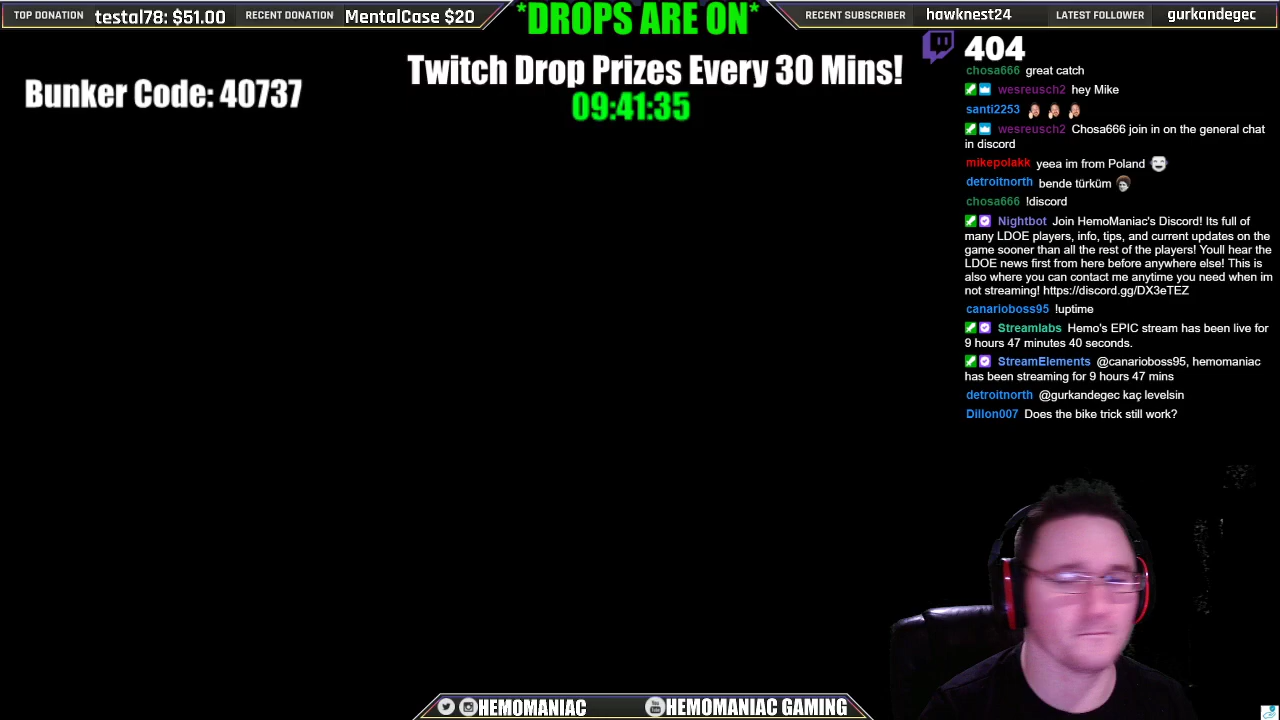 TOP DONATION testal78: $51.00 RECENT DONATION MentalCase $20
*DROPS ARE ON*
RECENT SUBSCRIBER hawknest24 LATEST FOLLOWER gurkandegec
Bunker Code: 40737
Twitch Drop Prizes Every 30 Mins!
09:41:35
404
chosa666 great catch
wesreusch2 hey Mike
santi2253
wesreusch2 Chosa666 join in on the general chat
in discord
mikepolakk yeea im from Poland
detroitnorth bende türküm
chosa666 !discord
Nightbot Join HemoManiac's Discord! Its full of
many LDOE players, info, tips, and current updates on the
game sooner than all the rest of the players! Youll hear the
LDOE news first from here before anywhere else! This is
also where you can contact me anytime you need when im
not streaming! https://discord.gg/DX3eTEZ
canarioboss95 !uptime
Streamlabs Hemo's EPIC stream has been live for
9 hours 47 minutes 40 seconds.
StreamElements @canarioboss95, hemomaniac
has been streaming for 9 hours 47 mins
detroitnorth @gurkandegec kaç levelsin
Dillon007 Does the bike trick still work?
HEMOMANIAC HEMOMANIAC GAMING